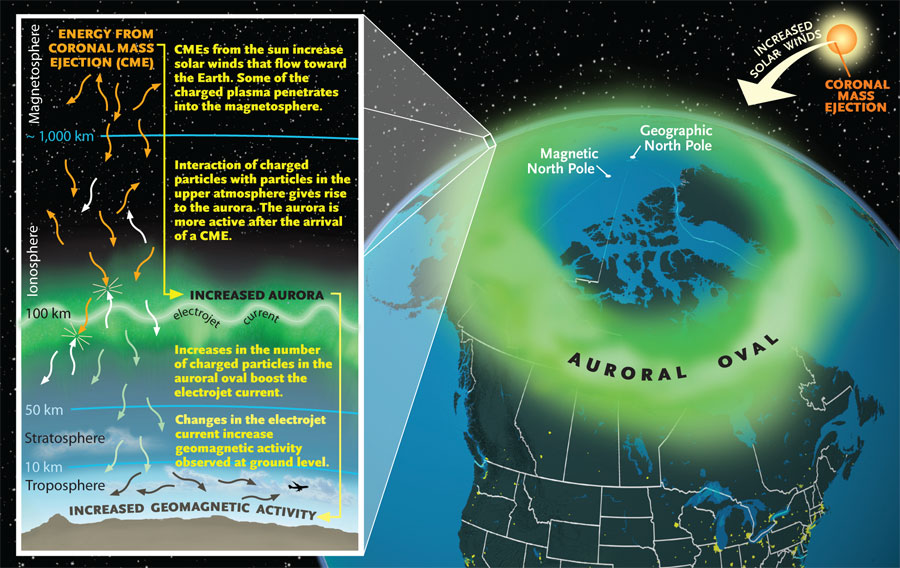 Magnetosphere
ENERGY FROM
CORONAL MASS
EJECTION (CME)
CMEs from the sun increase
solar winds that flow toward
the Earth. Some of the
charged plasma penetrates
into the magnetosphere.
~ 1,000 km
Interaction of charged
particles with particles in the
upper atmosphere gives rise
to the aurora. The aurora is
more active after the arrival
of a CME.
Ionosphere
INCREASED AURORA
100 km
electrojet current
Increases in the number
of charged particles in the
auroral oval boost the
electrojet current.
50 km
Changes in the electrojet
current increase
geomagnetic activity
observed at ground level.
Stratosphere
10 km
Troposphere
INCREASED GEOMAGNETIC ACTIVITY
INCREASED
SOLAR WINDS
CORONAL
MASS
EJECTION
Geographic
North Pole
Magnetic
North Pole
AURORAL OVAL